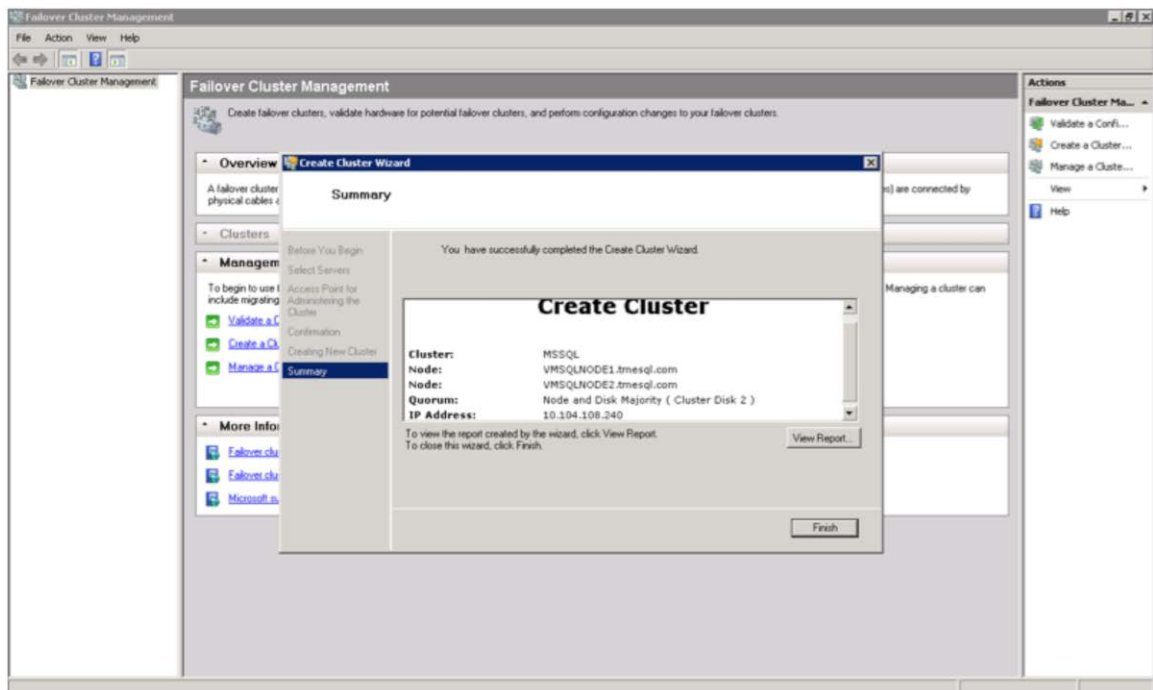 Failover Cluster Management
File Action View Help
Failover Cluster Management
Failover Cluster Management
Create failover clusters, validate hardware for potential failover clusters, and perform configuration changes to your failover clusters.
Overview
A failover cluster
physical cables
es) are connected by
Clusters
Managem
To begin to use
include migrating
Managing a cluster can
Validate a C
Create a Cl
Manage a C
More Infor
Failover clu
Failover clu
Microsoft su
Create Cluster Wizard
Summary
Before You Begin
Select Servers
Access Point for
Administering the
Cluster
Confirmation
Creating New Cluster
Summary
You have successfully completed the Create Cluster Wizard.
Create Cluster
Cluster: MSSQL
Node: VMSQLNODE1.tmesql.com
Node: VMSQLNODE2.tmesql.com
Quorum: Node and Disk Majority ( Cluster Disk 2 )
IP Address: 10.104.108.240
To view the report created by the wizard, click View Report.
To close this wizard, click Finish.
View Report...
Finish
Actions
Failover Cluster Ma...
Validate a Confi...
Create a Cluster...
Manage a Cluste...
View
Help